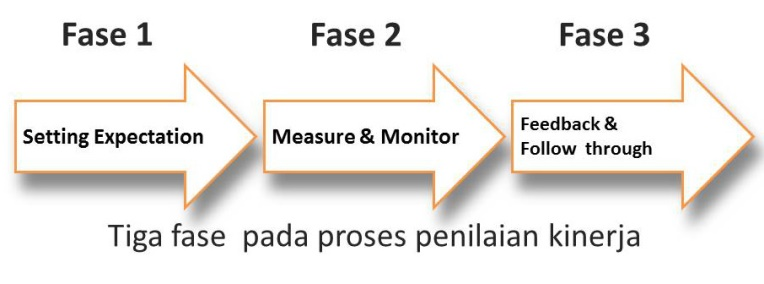 Fase 1
Fase 2
Fase 3
Setting Expectation
Measure & Monitor
Feedback &
Follow through
Tiga fase pada proses penilaian kinerja